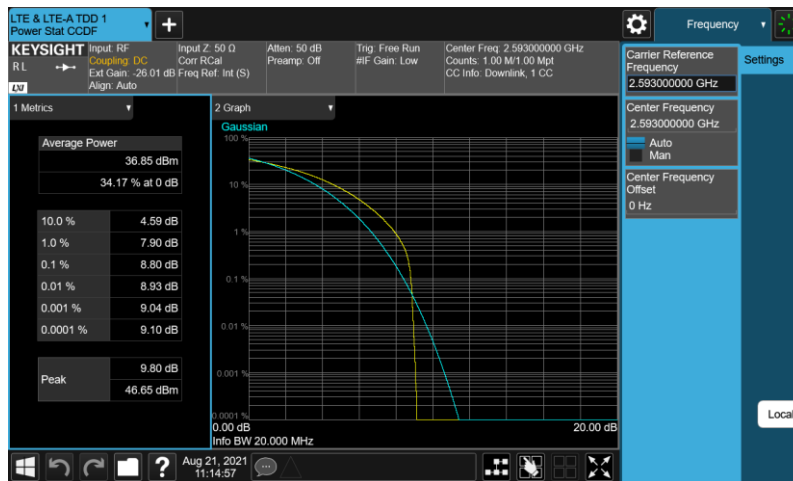 LTE & LTE-A TDD 1
Power Stat CCDF
Frequency
KEYSIGHT
RL
LXI
Input: RF
Coupling: DC
Ext Gain: -26.01 dB
Align: Auto
Input Z: 50 Ω
Corr RCal
Freq Ref: Int (S)
Atten: 50 dB
Preamp: Off
Trig: Free Run
#IF Gain: Low
Center Freq: 2.593000000 GHz
Counts: 1.00 M/1.00 Mpt
CC Info: Downlink, 1 CC
Carrier Reference
Frequency
2.593000000 GHz
Center Frequency
2.593000000 GHz
Auto
Man
Center Frequency
Offset
0 Hz
Settings
Local
1 Metrics
Average Power
36.85 dBm
34.17 % at 0 dB
10.0 % 4.59 dB
1.0 % 7.90 dB
0.1 % 8.80 dB
0.01 % 8.93 dB
0.001 % 9.04 dB
0.0001 % 9.10 dB
Peak
9.80 dB
46.65 dBm
2 Graph
Gaussian
100 %
10 %
1 %
0.1 %
0.01 %
0.001 %
0.0001 %
0.00 dB 20.00 dB
Info BW 20.000 MHz
?
Aug 21, 2021
11:14:57